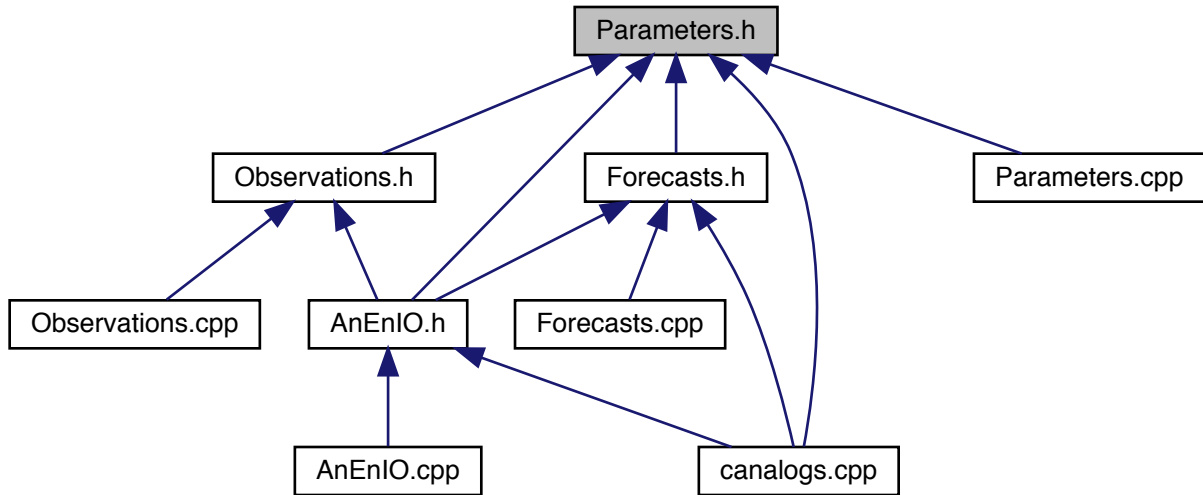 Parameters.h
Observations.h
Forecasts.h
Parameters.cpp
Observations.cpp
AnEnIO.h
Forecasts.cpp
AnEnIO.cpp
canalogs.cpp